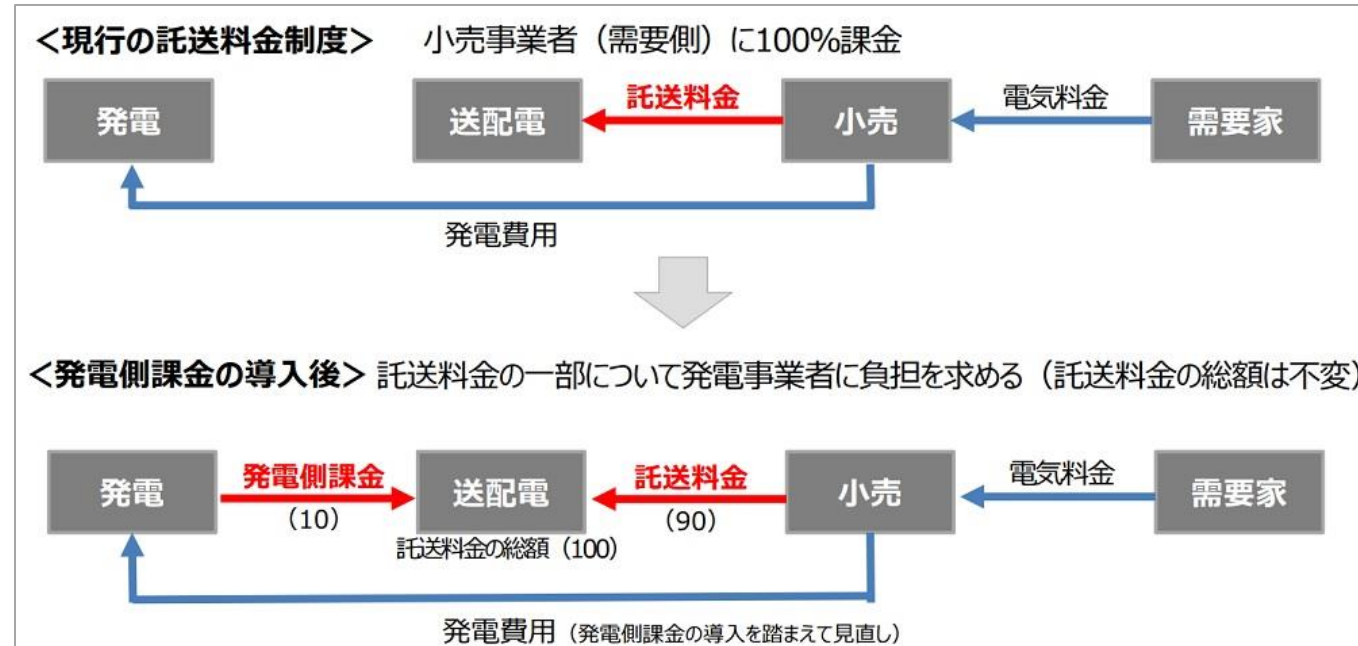 <現行の託送料金制度> 小売事業者（需要側）に100%課金
発電
送配電
託送料金
小売
電気料金
需要家
発電費用
<発電側課金の導入後> 託送料金の一部について発電事業者に負担を求める（託送料金の総額は不変）
発電
発電側課金
（10）
送配電
託送料金の総額（100）
託送料金
（90）
小売
電気料金
需要家
発電費用（発電側課金の導入を踏まえて見直し）